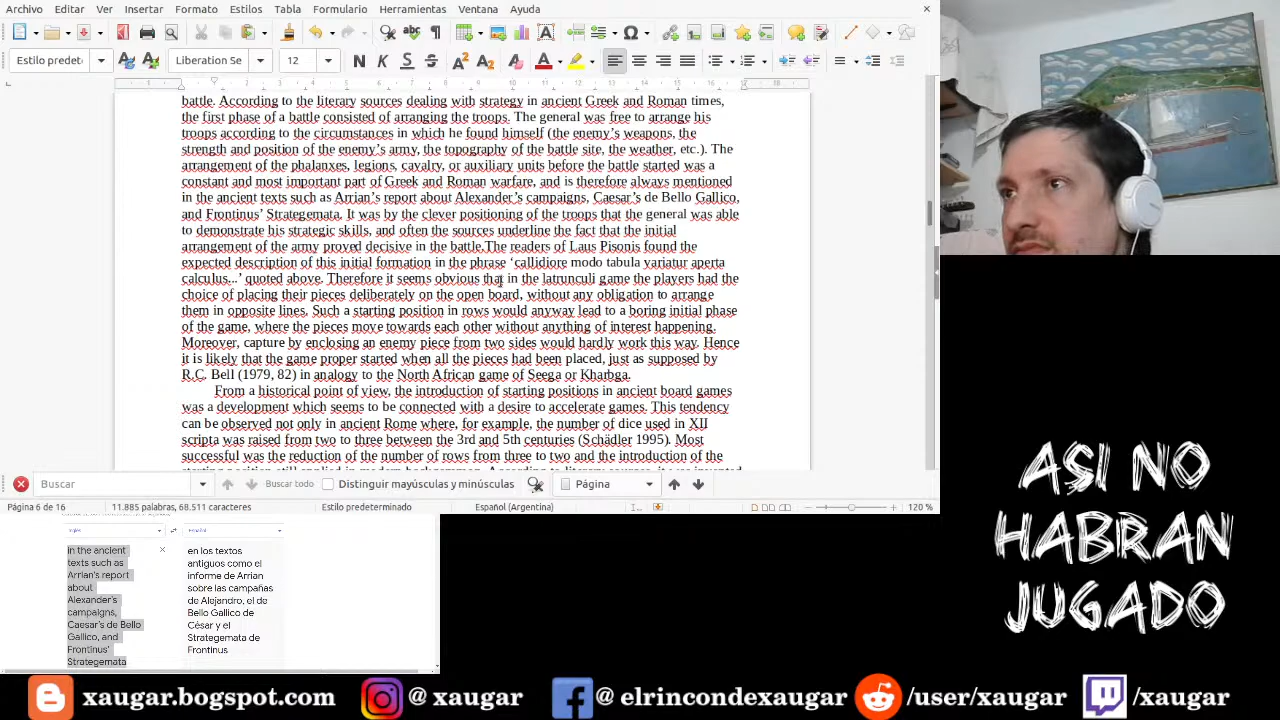 Archivo Editar Ver Insertar Formato Estilos Tabla Formulario Herramientas Ventana Ayuda
Estilo predet Liberation Se 12 N K S S
1 2 3 4 5 6 7 8 9 10 11 12 13 14 15 16 17 18
battle. According to the literary sources dealing with strategy in ancient Greek and Roman times,
the first phase of a battle consisted of arranging the troops. The general was free to arrange his
troops according to the circumstances in which he found himself (the enemy's weapons, the
strength and position of the enemy's army, the topography of the battle site, the weather, etc.). The
arrangement of the phalanxes, legions, cavalry, or auxiliary units before the battle started was a
constant and most important part of Greek and Roman warfare, and is therefore always mentioned
in the ancient texts such as Arrian's report about Alexander's campaigns, Caesar's de Bello Gallico,
and Frontinus' Strategemata. It was by the clever positioning of the troops that the general was able
to demonstrate his strategic skills, and often the sources underline the fact that the initial
arrangement of the army proved decisive in the battle.The readers of Laus Pisonis found the
expected description of this initial formation in the phrase 'callidiore modo tabula variatur aperta
calculus...' quoted above. Therefore it seems obvious that in the latrunculi game the players had the
choice of placing their pieces deliberately on the open board, without any obligation to arrange
them in opposite lines. Such a starting position in rows would anyway lead to a boring initial phase
of the game, where the pieces move towards each other without anything of interest happening.
Moreover, capture by enclosing an enemy piece from two sides would hardly work this way. Hence
it is likely that the game proper started when all the pieces had been placed, just as supposed by
R.C. Bell (1979, 82) in analogy to the North African game of Seega or Kharbga.
From a historical point of view, the introduction of starting positions in ancient board games
was a development which seems to be connected with a desire to accelerate games. This tendency
can be observed not only in ancient Rome where, for example, the number of dice used in XII
scripta was raised from two to three between the 3rd and 5th centuries (Schädler 1995). Most
successful was the reduction of the number of rows from three to two and the introduction of the
Buscar Buscar todo Distinguir mayúsculas y minúsculas Página
Página 6 de 16 11.885 palabras, 68.511 caracteres Estilo predeterminado Español (Argentina) 120 %
in the ancient
texts such as
Arrian's report
about
Alexander's
campaigns,
Caesar's de Bello
Gallico, and
Frontinus'
Strategemata
en los textos
antiguos como el
informe de Arrian
sobre las campañas
de Alejandro, el de
Bello Gallico de
César y el
Strategemata de
Frontinus
ASI NO
HABRAN
JUGADO
xaugar.bogspot.com @ xaugar @ elrincondexaugar /user/xaugar /xaugar